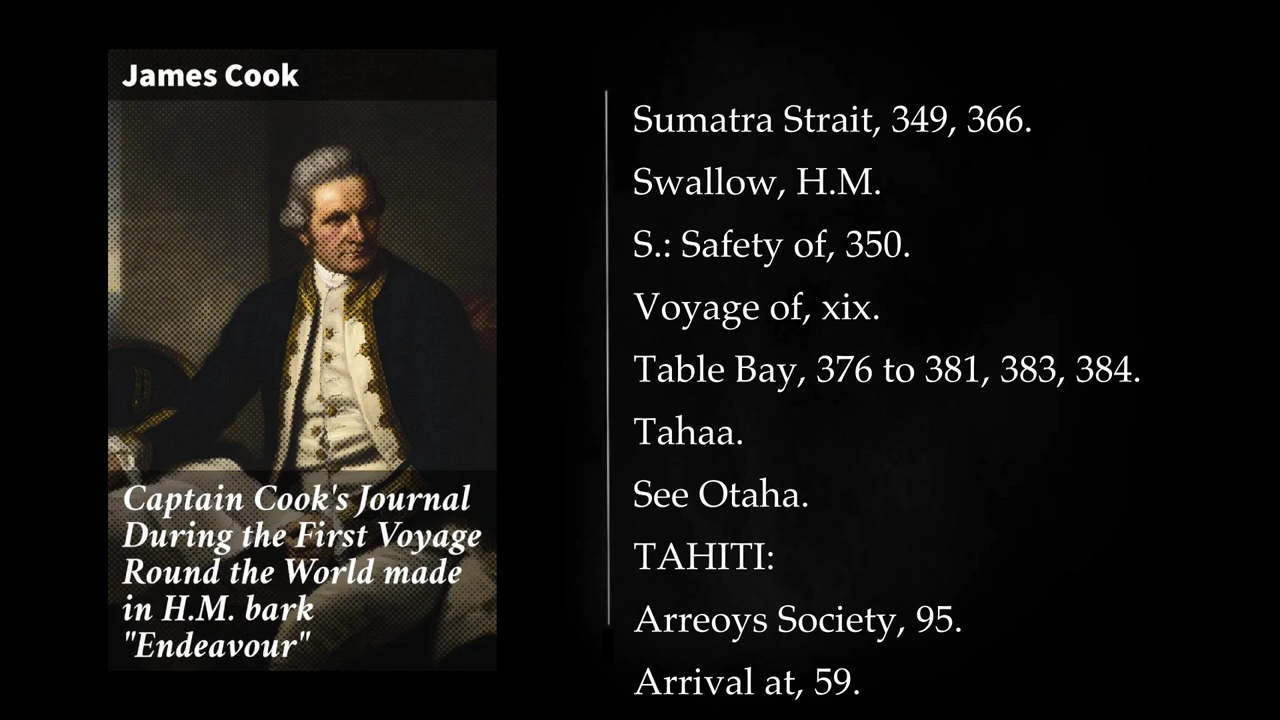 James Cook
Captain Cook's Journal
During the First Voyage
Round the World made
in H.M. bark
"Endeavour"
Sumatra Strait, 349, 366.
Swallow, H.M.
S.: Safety of, 350.
Voyage of, xix.
Table Bay, 376 to 381, 383, 384.
Tahaa.
See Otaha.
TAHITI:
Arreoys Society, 95.
Arrival at, 59.